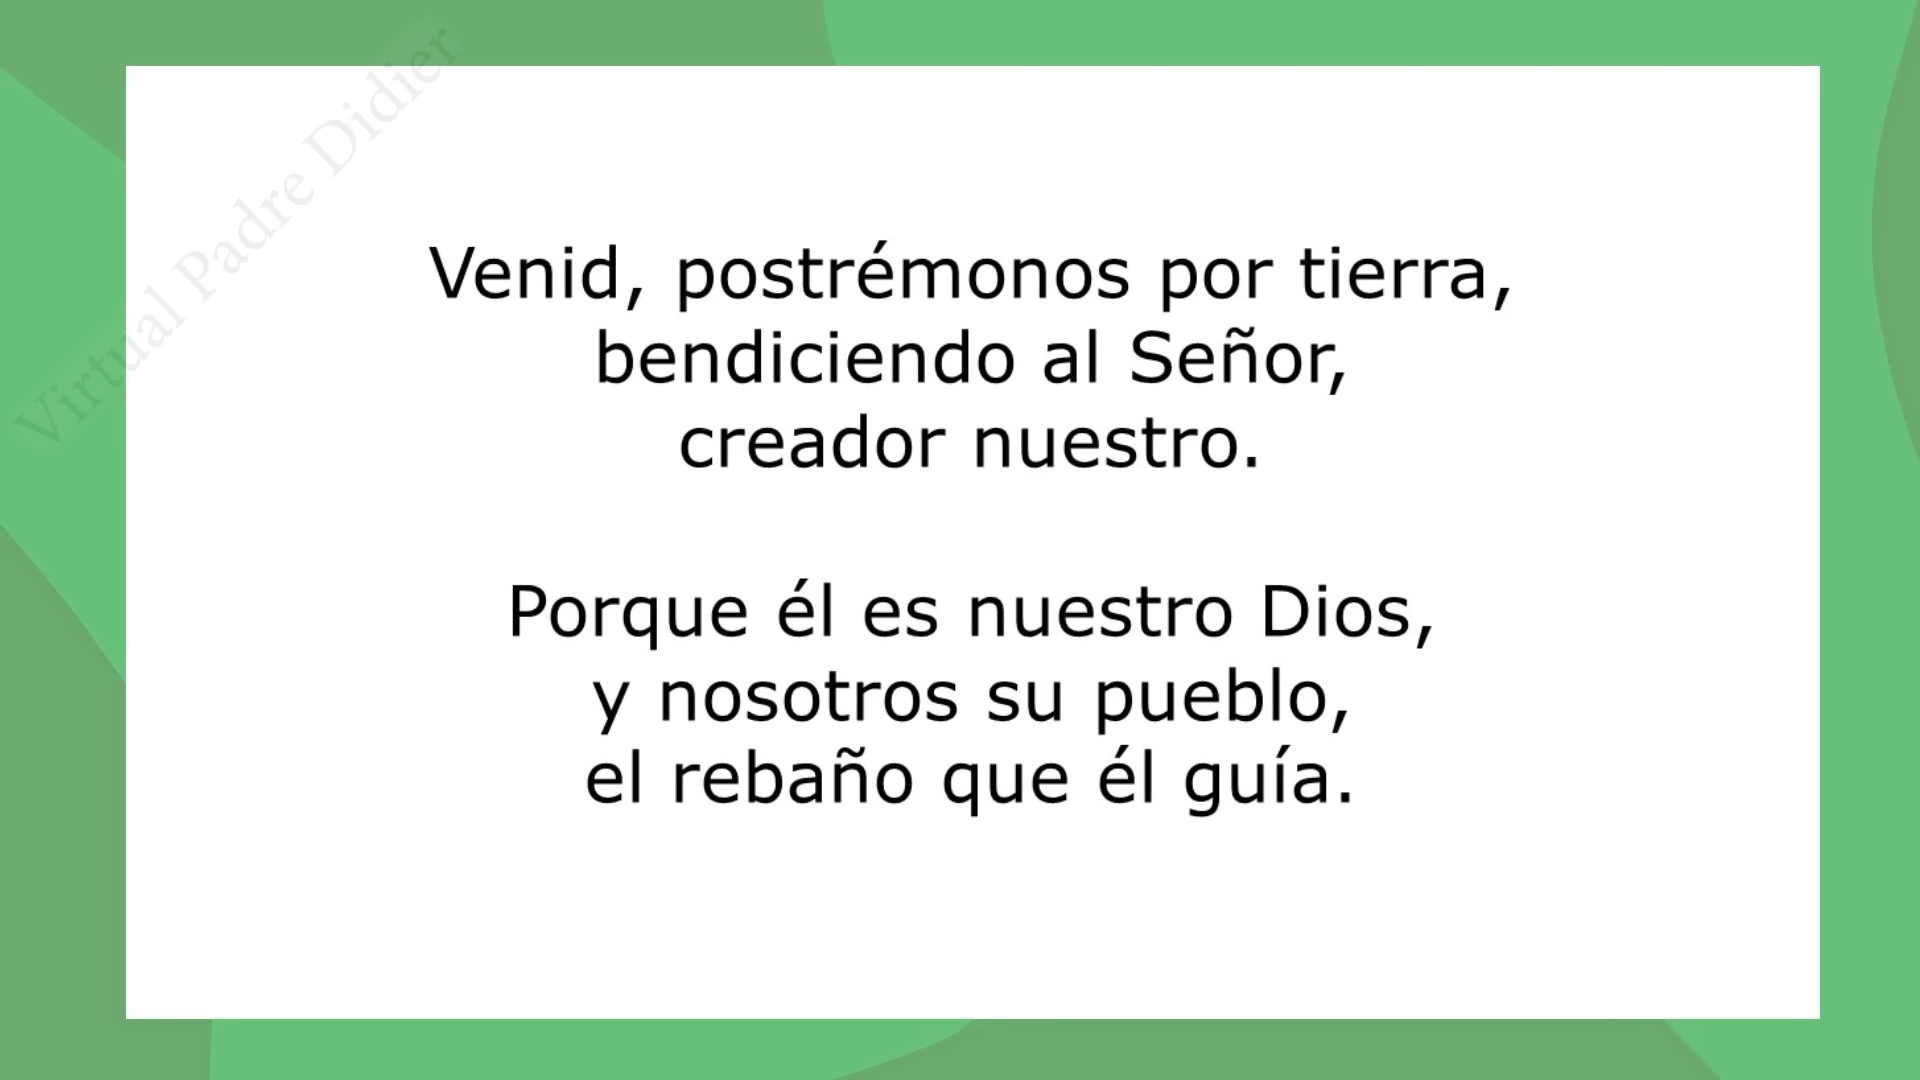 Virtual Padre Didier
Venid, postrémonos por tierra,
bendiciendo al Señor,
creador nuestro.
Porque él es nuestro Dios,
y nosotros su pueblo,
el rebaño que él guía.